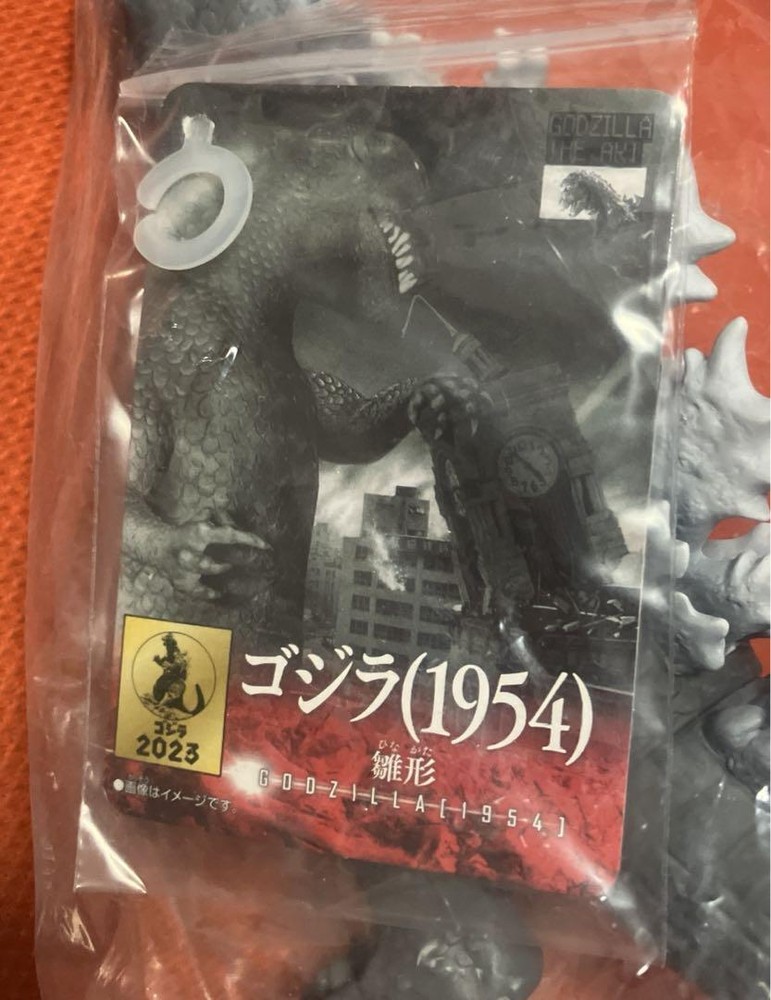 GODZILLA
THE ART
ゴジラ(1954)
ひながた
雛形
GODZILLA[1954]
ゴジラ
2023
●画像はイメージです。